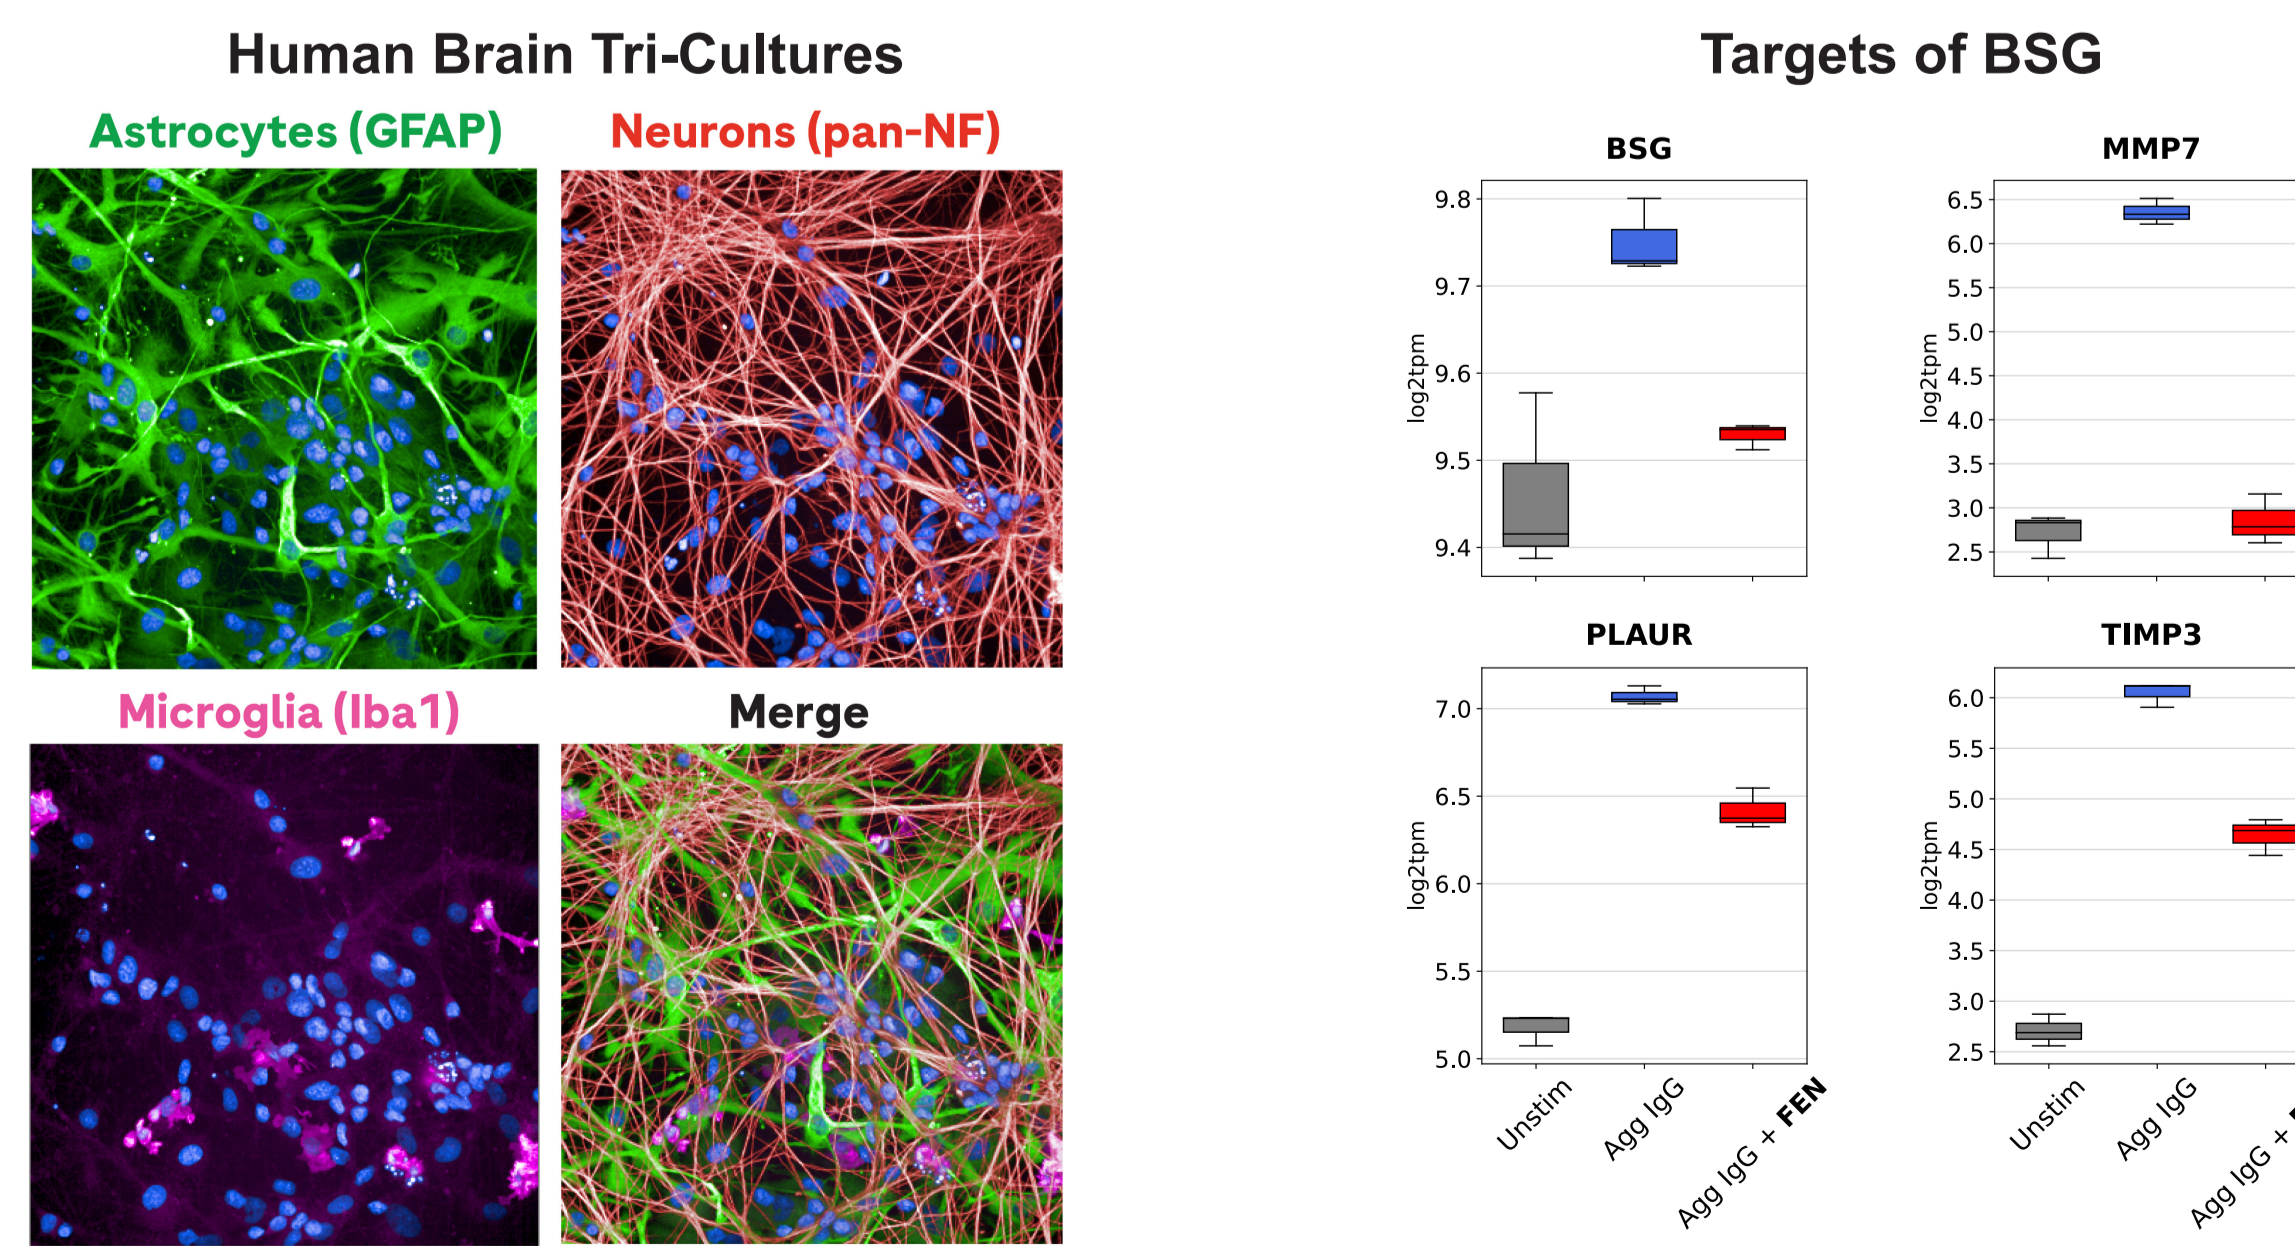 Human Brain Tri-Cultures
Astrocytes (GFAP)
Neurons (pan-NF)
Microglia (Iba1)
Merge
Targets of BSG
BSG
log2tpm
9.8
9.7
9.6
9.5
9.4
MMP7
log2tpm
6.5
6.0
5.5
5.0
4.5
4.0
3.5
3.0
2.5
PLAUR
log2tpm
7.0
6.5
6.0
5.5
5.0
Unstim
Agg IgG
Agg IgG + FEN
TIMP3
log2tpm
6.0
5.5
5.0
4.5
4.0
3.5
3.0
2.5
Unstim
Agg IgG
Agg IgG +